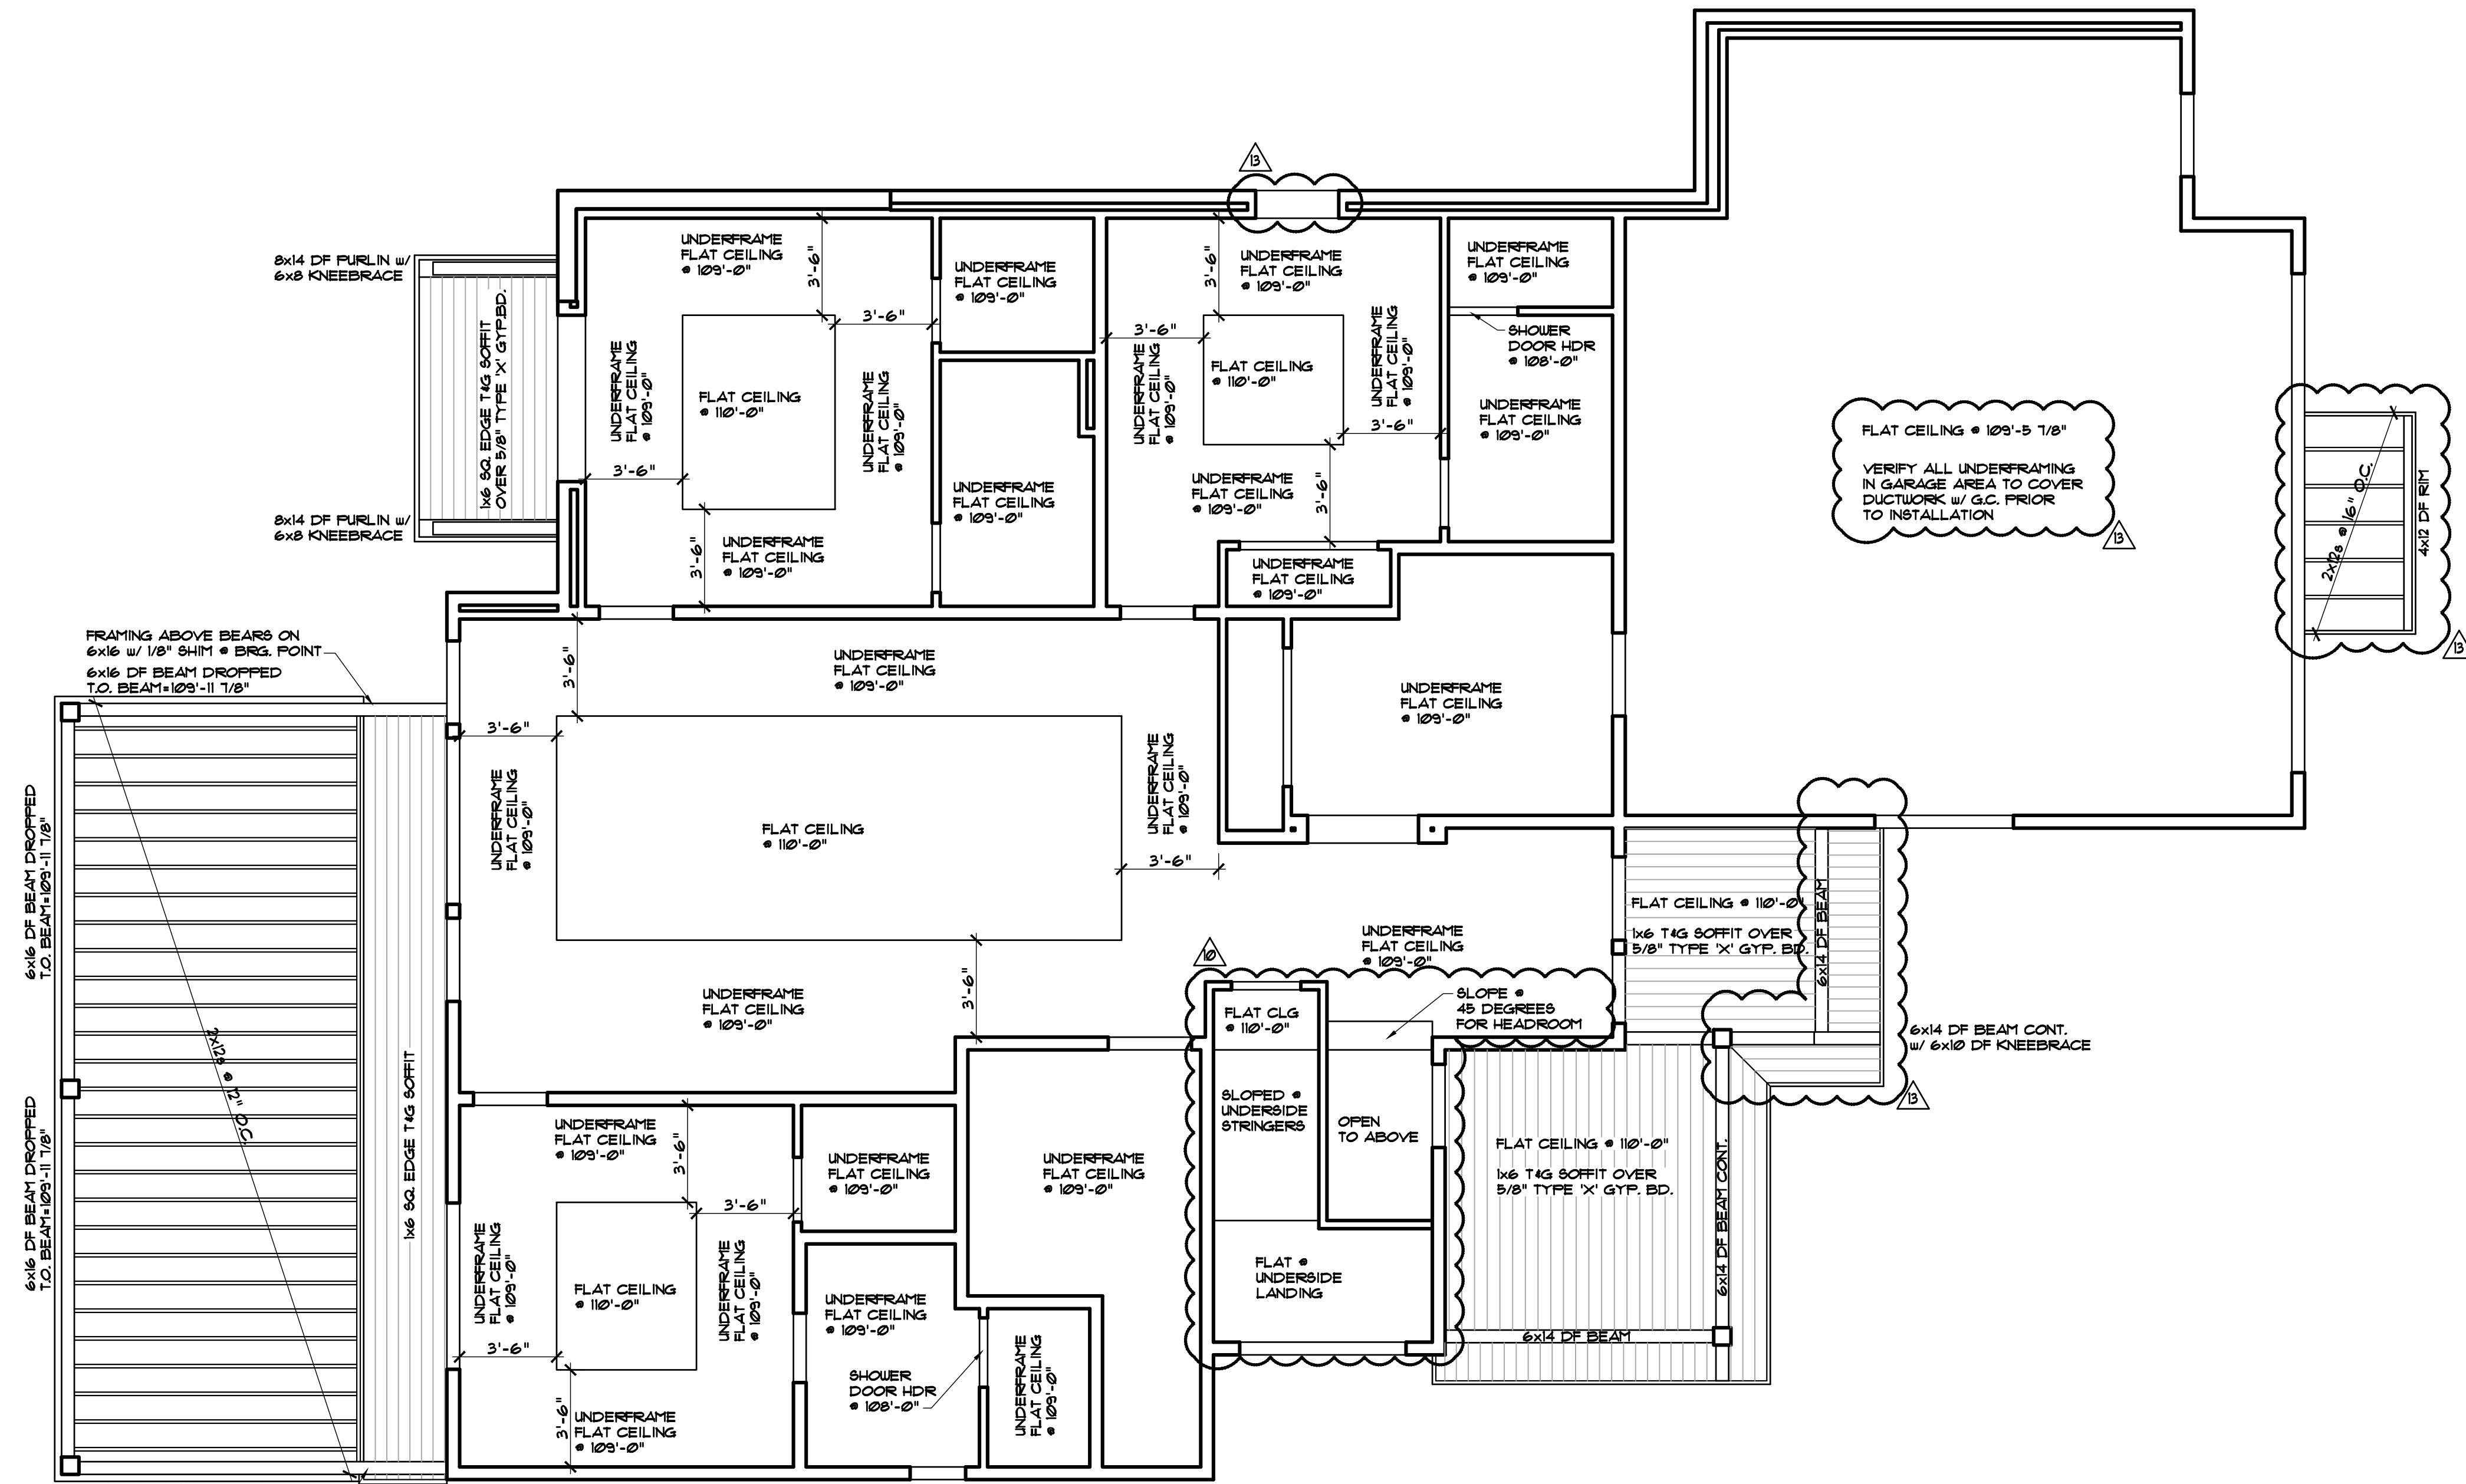 13
UNDERFRAME
FLAT CEILING
@ 109'-0"
3'-6"
UNDERFRAME
FLAT CEILING
@ 109'-0"
3'-6"
UNDERFRAME
FLAT CEILING
@ 109'-0"
UNDERFRAME
FLAT CEILING
@ 109'-0"
8x14 DF PURLIN w/
6x8 KNEEBRACE
1x6 SQ. EDGE T&G SOFFIT
OVER 5/8" TYPE 'X' GYP.BD.
8x14 DF PURLIN w/
6x8 KNEEBRACE
3'-6"
UNDERFRAME
FLAT CEILING
@ 109'-0"
FLAT CEILING
@ 110'-0"
UNDERFRAME
FLAT CEILING
@ 109'-0"
3'-6"
3'-6"
UNDERFRAME
FLAT CEILING
@ 109'-0"
UNDERFRAME
FLAT CEILING
@ 109'-0"
3'-6"
UNDERFRAME
FLAT CEILING
@ 109'-0"
FLAT CEILING
@ 110'-0"
UNDERFRAME
FLAT CEILING
@ 109'-0"
3'-6"
UNDERFRAME
FLAT CEILING
@ 109'-0"
3'-6"
UNDERFRAME
FLAT CEILING
@ 109'-0"
SHOWER
DOOR HDR
@ 108'-0"
UNDERFRAME
FLAT CEILING
@ 109'-0"
FLAT CEILING @ 109'-5 7/8"
VERIFY ALL UNDERFRAMING
IN GARAGE AREA TO COVER
DUCTWORK w/ G.C. PRIOR
TO INSTALLATION
13
2x12s @ 16" O.C.
4x12 DF RIM
13
FRAMING ABOVE BEARS ON
6x16 w/ 1/8" SHIM @ BRG. POINT
6x16 DF BEAM DROPPED
T.O. BEAM=109'-11 7/8"
3'-6"
UNDERFRAME
FLAT CEILING
@ 109'-0"
3'-6"
UNDERFRAME
FLAT CEILING
@ 109'-0"
FLAT CEILING
@ 110'-0"
UNDERFRAME
FLAT CEILING
@ 109'-0"
3'-6"
UNDERFRAME
FLAT CEILING
@ 109'-0"
6x16 DF BEAM DROPPED
T.O. BEAM=109'-11 7/8"
6x16 DF BEAM DROPPED
T.O. BEAM=109'-11 7/8"
2x12s @ 12" O.C.
1x6 SQ. EDGE T&G SOFFIT
UNDERFRAME
FLAT CEILING
@ 109'-0"
3'-6"
10
UNDERFRAME
FLAT CEILING
@ 109'-0"
FLAT CEILING @ 110'-0"
1x6 T&G SOFFIT OVER
5/8" TYPE 'X' GYP. BD.
6x14 DF BEAM
FLAT CLG
@ 110'-0"
SLOPE @
45 DEGREES
FOR HEADROOM
6x14 DF BEAM CONT.
w/ 6x10 DF KNEEBRACE
13
SLOPED @
UNDERSIDE
STRINGERS
OPEN
TO ABOVE
FLAT @
UNDERSIDE
LANDING
FLAT CEILING @ 110'-0"
1x6 T&G SOFFIT OVER
5/8" TYPE 'X' GYP. BD.
6x14 DF BEAM CONT.
6x14 DF BEAM
UNDERFRAME
FLAT CEILING
@ 109'-0"
3'-6"
3'-6"
UNDERFRAME
FLAT CEILING
@ 109'-0"
UNDERFRAME
FLAT CEILING
@ 109'-0"
UNDERFRAME
FLAT CEILING
@ 109'-0"
FLAT CEILING
@ 110'-0"
UNDERFRAME
FLAT CEILING
@ 109'-0"
3'-6"
UNDERFRAME
FLAT CEILING
@ 109'-0"
SHOWER
DOOR HDR
@ 108'-0"
UNDERFRAME
FLAT CEILING
@ 109'-0"
3'-6"
UNDERFRAME
FLAT CEILING
@ 109'-0"